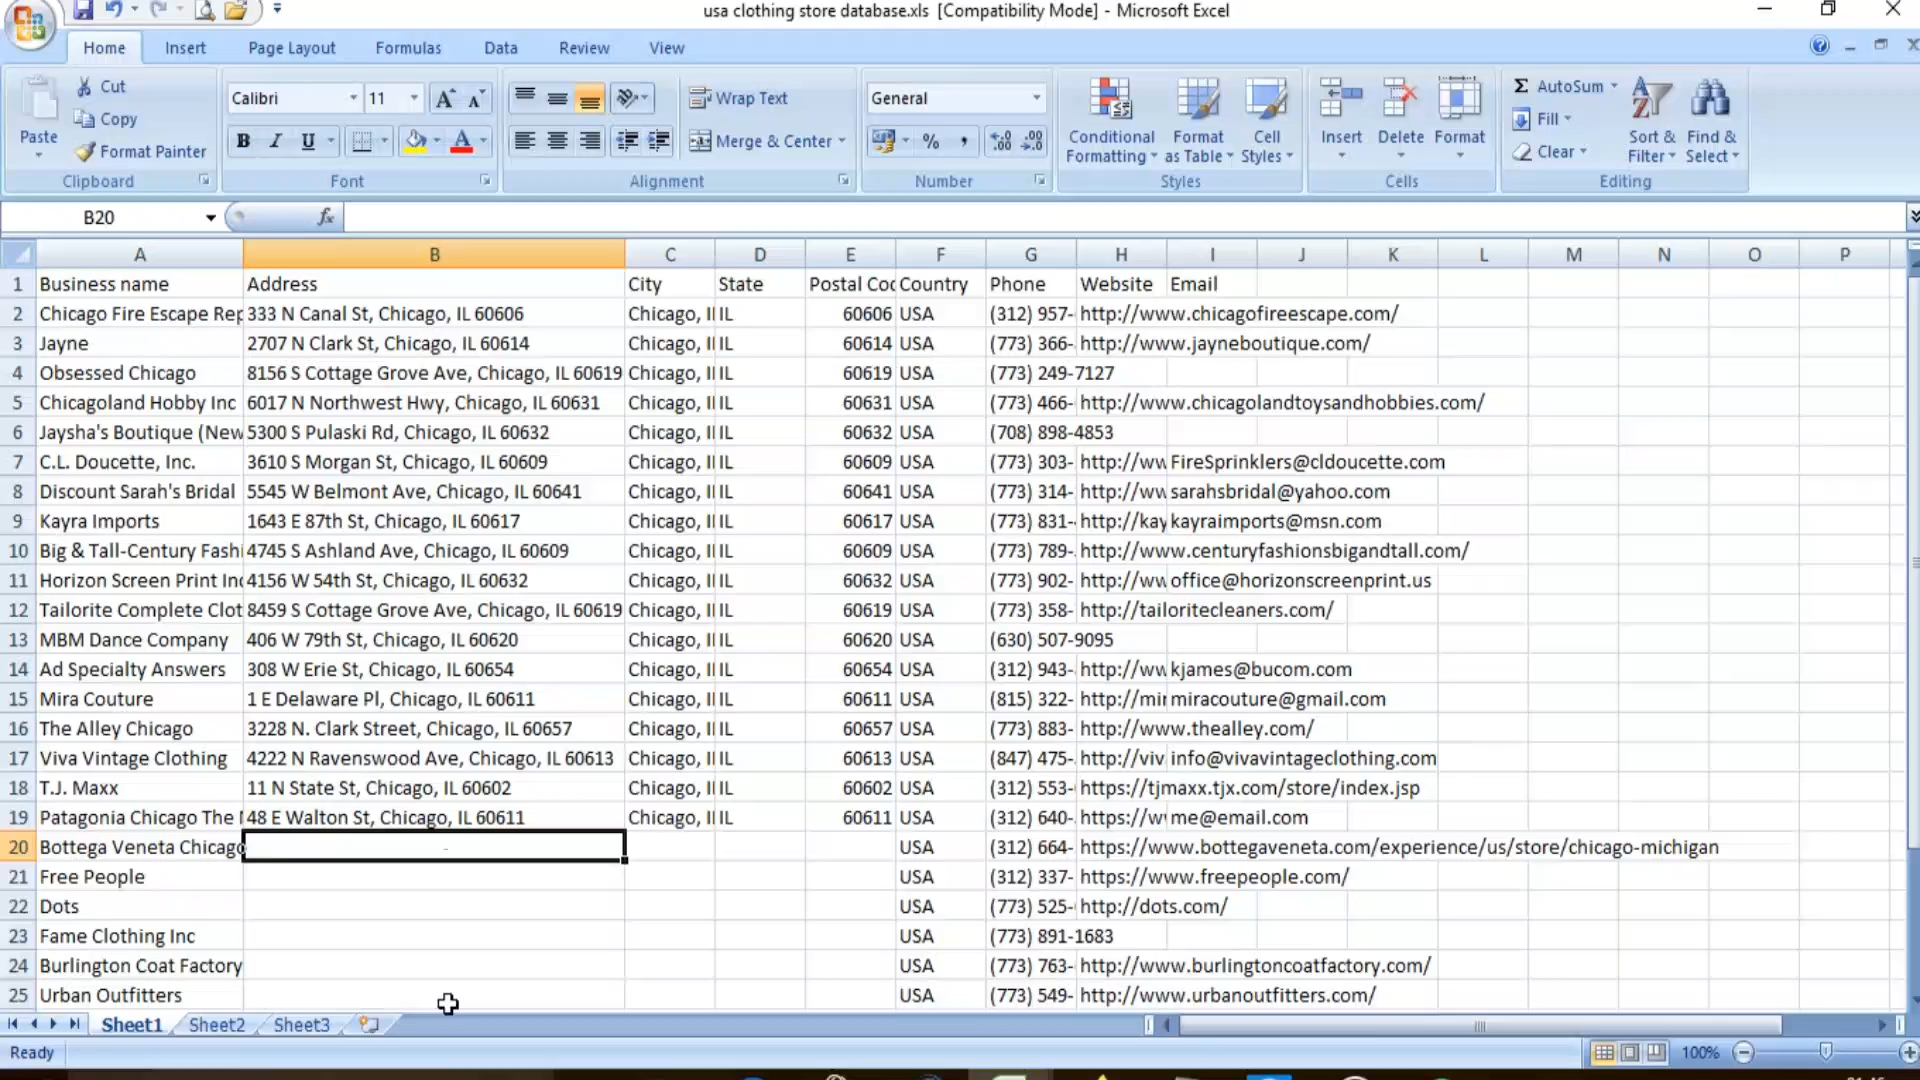 usa clothing store database.xls [Compatibility Mode] - Microsoft Excel
Home Insert Page Layout Formulas Data Review View
Paste Cut Copy Format Painter Clipboard
Calibri 11 B I U Font
Wrap Text Merge & Center Alignment
General % , Number
Conditional Formatting Format as Table Cell Styles Styles
Insert Delete Format Cells
Σ AutoSum Fill Clear Sort & Filter Find & Select Editing
B20 fx
A B C D E F G H I J K L M N O P
1 Business name Address City State Postal Coc Country Phone Website Email
2 Chicago Fire Escape Rep 333 N Canal St, Chicago, IL 60606 Chicago, Il IL 60606 USA (312) 957- http://www.chicagofireescape.com/
3 Jayne 2707 N Clark St, Chicago, IL 60614 Chicago, Il IL 60614 USA (773) 366- http://www.jayneboutique.com/
4 Obsessed Chicago 8156 S Cottage Grove Ave, Chicago, IL 60619 Chicago, Il IL 60619 USA (773) 249-7127
5 Chicagoland Hobby Inc 6017 N Northwest Hwy, Chicago, IL 60631 Chicago, Il IL 60631 USA (773) 466- http://www.chicagolandtoysandhobbies.com/
6 Jaysha's Boutique (New 5300 S Pulaski Rd, Chicago, IL 60632 Chicago, Il IL 60632 USA (708) 898-4853
7 C.L. Doucette, Inc. 3610 S Morgan St, Chicago, IL 60609 Chicago, Il IL 60609 USA (773) 303- http://ww FireSprinklers@cldoucette.com
8 Discount Sarah's Bridal 5545 W Belmont Ave, Chicago, IL 60641 Chicago, Il IL 60641 USA (773) 314- http://ww sarahsbridal@yahoo.com
9 Kayra Imports 1643 E 87th St, Chicago, IL 60617 Chicago, Il IL 60617 USA (773) 831- http://kay kayraimports@msn.com
10 Big & Tall-Century Fashi 4745 S Ashland Ave, Chicago, IL 60609 Chicago, Il IL 60609 USA (773) 789- http://www.centuryfashionsbigandtall.com/
11 Horizon Screen Print Inc 4156 W 54th St, Chicago, IL 60632 Chicago, Il IL 60632 USA (773) 902- http://ww office@horizonscreenprint.us
12 Tailorite Complete Clot 8459 S Cottage Grove Ave, Chicago, IL 60619 Chicago, Il IL 60619 USA (773) 358- http://tailoritecleaners.com/
13 MBM Dance Company 406 W 79th St, Chicago, IL 60620 Chicago, Il IL 60620 USA (630) 507-9095
14 Ad Specialty Answers 308 W Erie St, Chicago, IL 60654 Chicago, Il IL 60654 USA (312) 943- http://ww kjames@bucom.com
15 Mira Couture 1 E Delaware Pl, Chicago, IL 60611 Chicago, Il IL 60611 USA (815) 322- http://mir miracouture@gmail.com
16 The Alley Chicago 3228 N. Clark Street, Chicago, IL 60657 Chicago, Il IL 60657 USA (773) 883- http://www.thealley.com/
17 Viva Vintage Clothing 4222 N Ravenswood Ave, Chicago, IL 60613 Chicago, Il IL 60613 USA (847) 475- http://viv info@vivavintageclothing.com
18 T.J. Maxx 11 N State St, Chicago, IL 60602 Chicago, Il IL 60602 USA (312) 553- https://tjmaxx.tjx.com/store/index.jsp
19 Patagonia Chicago The 48 E Walton St, Chicago, IL 60611 Chicago, Il IL 60611 USA (312) 640- https://w me@email.com
20 Bottega Veneta Chicago USA (312) 664- https://www.bottegaveneta.com/experience/us/store/chicago-michigan
21 Free People USA (312) 337- https://www.freepeople.com/
22 Dots USA (773) 525- http://dots.com/
23 Fame Clothing Inc USA (773) 891-1683
24 Burlington Coat Factory USA (773) 763- http://www.burlingtoncoatfactory.com/
25 Urban Outfitters USA (773) 549- http://www.urbanoutfitters.com/
Sheet1 Sheet2 Sheet3
Ready 100%